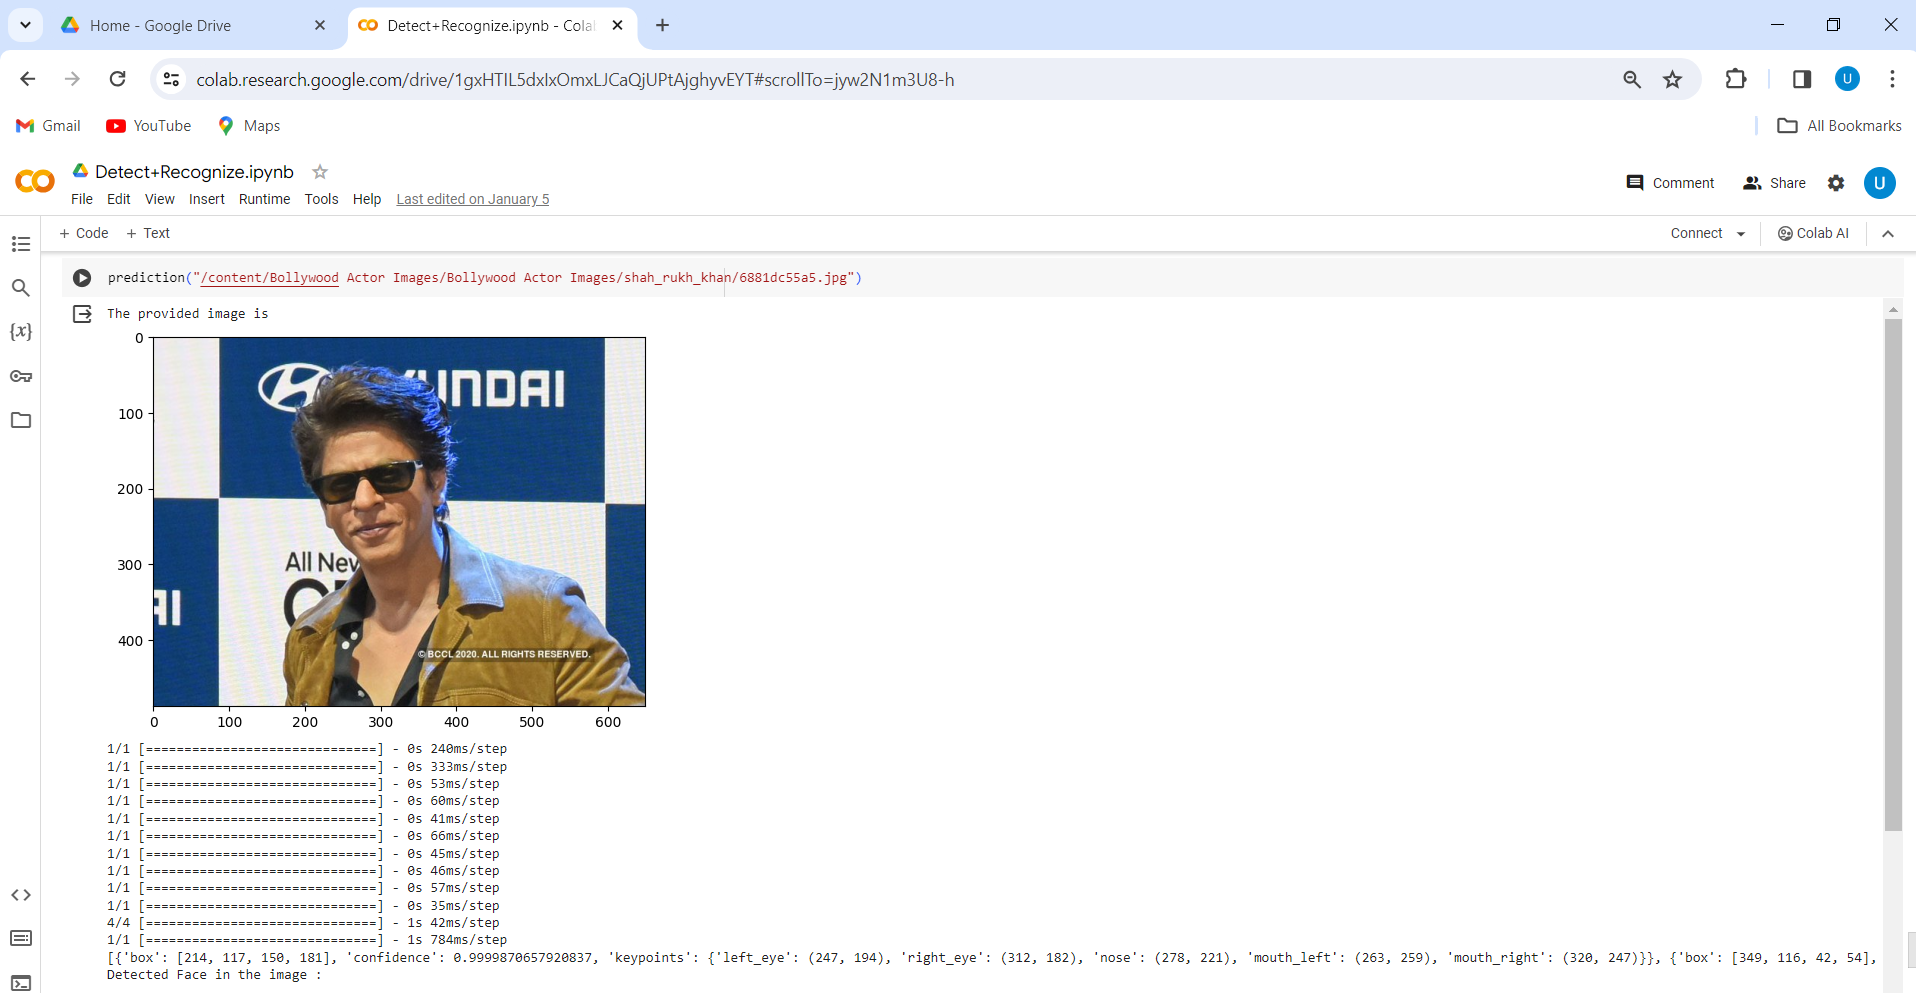 Home - Google Drive
Detect+Recognize.ipynb - Cola
colab.research.google.com/drive/1gxHTIL5dxIxOmxLJCaQjUPtAjghyvEYT#scrollTo=jyw2N1m3U8-h
U
Gmail
YouTube
Maps
All Bookmarks
CO
Detect+Recognize.ipynb
File Edit View Insert Runtime Tools Help Last edited on January 5
Comment
Share
U
+ Code + Text
Connect
Colab AI
prediction("/content/Bollywood Actor Images/Bollywood Actor Images/shah_rukh_khan/6881dc55a5.jpg")
{x}
The provided image is
0
100
200
300
400
YUNDAI
All New
AI
© BCCL 2020. ALL RIGHTS RESERVED.
0 100 200 300 400 500 600
1/1 [==============================] - 0s 240ms/step
1/1 [==============================] - 0s 333ms/step
1/1 [==============================] - 0s 53ms/step
1/1 [==============================] - 0s 60ms/step
1/1 [==============================] - 0s 41ms/step
1/1 [==============================] - 0s 66ms/step
1/1 [==============================] - 0s 45ms/step
1/1 [==============================] - 0s 46ms/step
1/1 [==============================] - 0s 57ms/step
1/1 [==============================] - 0s 35ms/step
4/4 [==============================] - 1s 42ms/step
1/1 [==============================] - 1s 784ms/step
[{'box': [214, 117, 150, 181], 'confidence': 0.9999870657920837, 'keypoints': {'left_eye': (247, 194), 'right_eye': (312, 182), 'nose': (278, 221), 'mouth_left': (263, 259), 'mouth_right': (320, 247)}}, {'box': [349, 116, 42, 54],
Detected Face in the image :